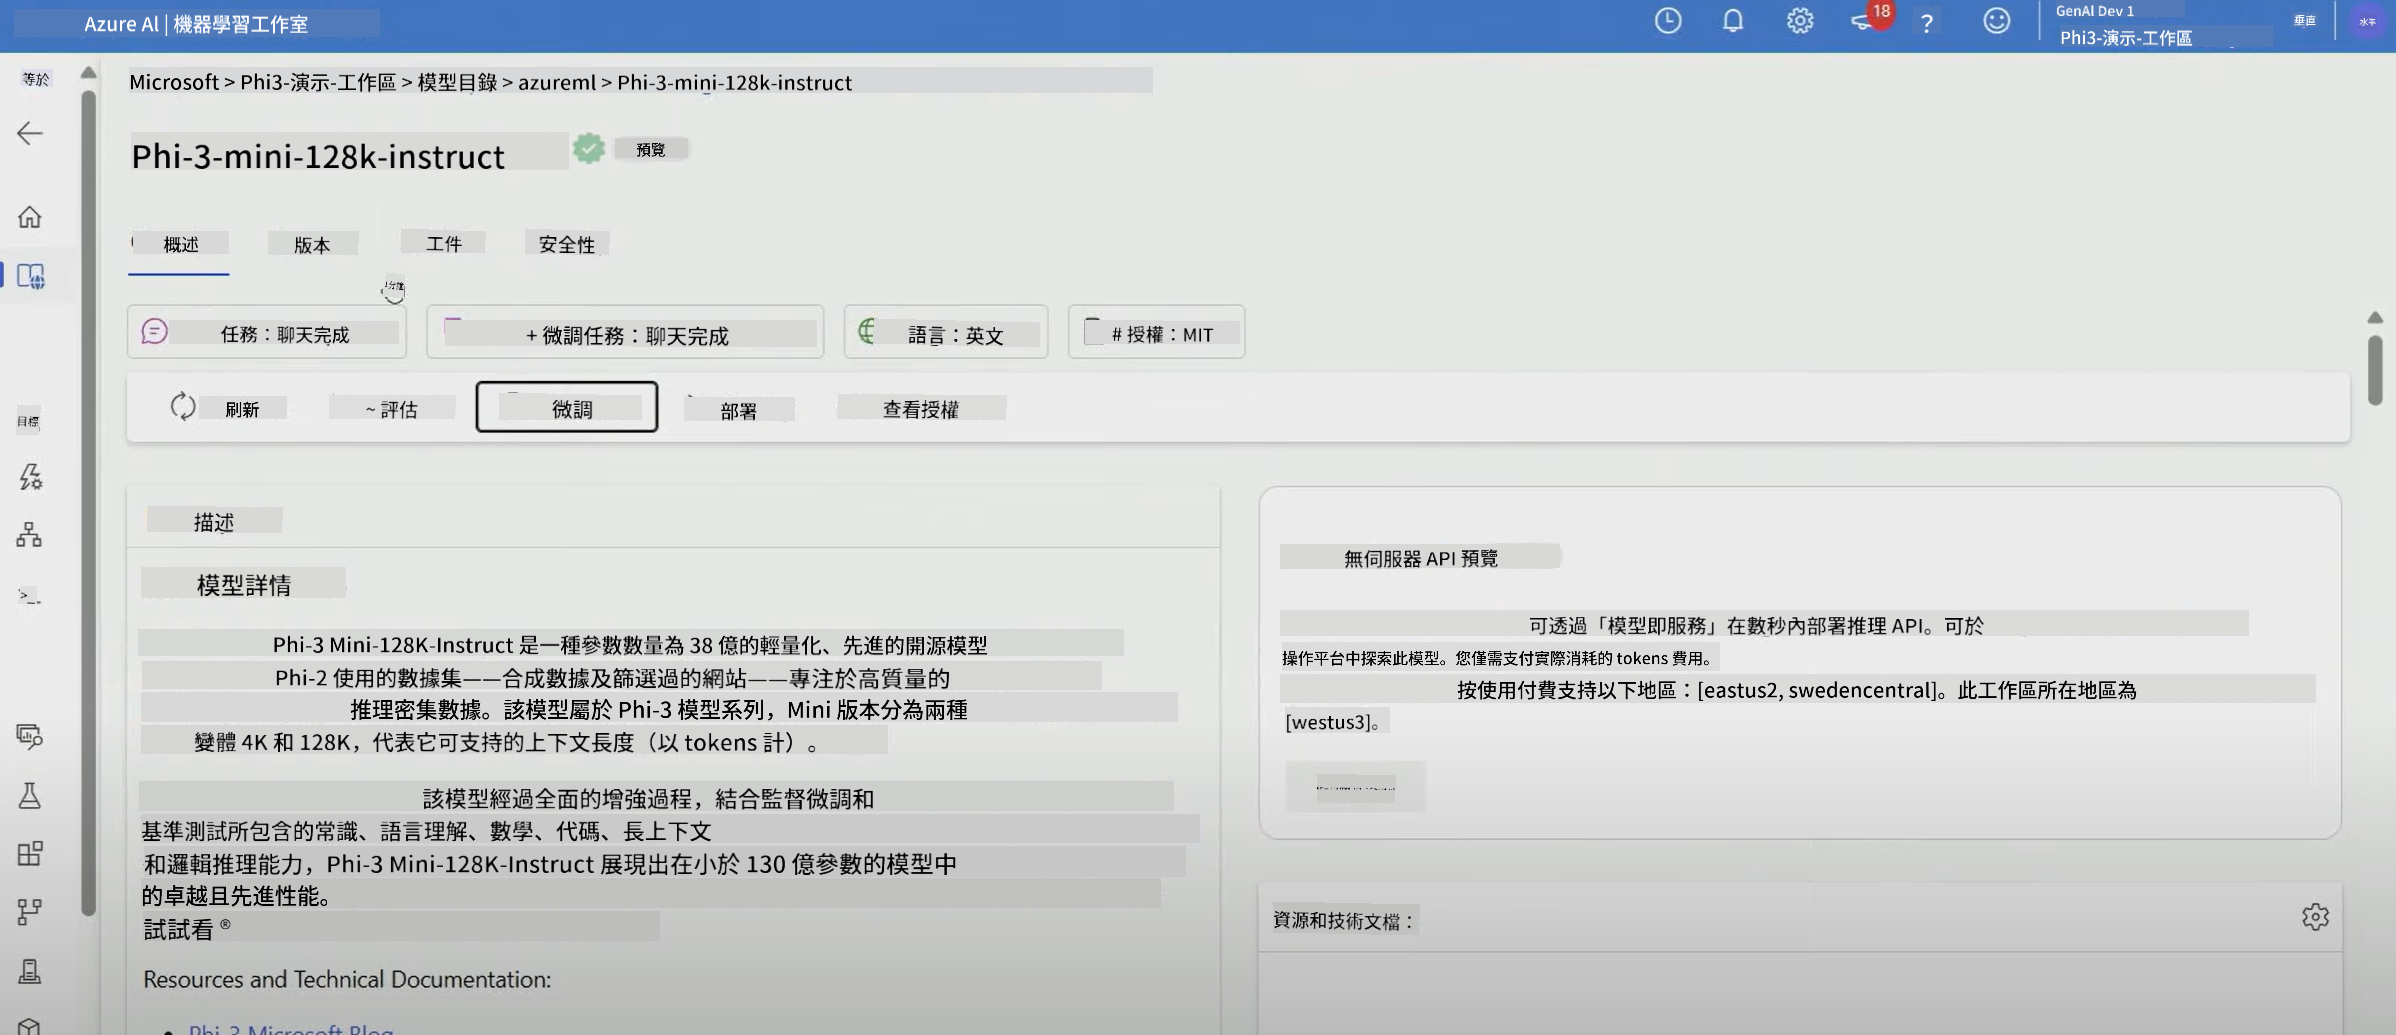 Azure Al | 機器學習工作室
18
?
GenAl Dev 1
Phi3-演示-工作區
垂直
水平
等於
Microsoft > Phi3-演示-工作區 > 模型目錄 > azureml > Phi-3-mini-128k-instruct
Phi-3-mini-128k-instruct
預覽
概述
版本
工件
安全性
任務：聊天完成
+ 微調任務：聊天完成
語言：英文
# 授權：MIT
刷新
~ 評估
微調
部署
查看授權
目標
描述
模型詳情
Phi-3 Mini-128K-Instruct 是一種參數數量為 38 億的輕量化、先進的開源模型
Phi-2 使用的數據集——合成數據及篩選過的網站——專注於高質量的
推理密集數據。該模型屬於 Phi-3 模型系列，Mini 版本分為兩種
變體 4K 和 128K，代表它可支持的上下文長度（以 tokens 計）。
該模型經過全面的增強過程，結合監督微調和
基準測試所包含的常識、語言理解、數學、代碼、長上下文
和邏輯推理能力，Phi-3 Mini-128K-Instruct 展現出在小於 130 億參數的模型中
的卓越且先進性能。
試試看 ®
Resources and Technical Documentation:
Phi-3 Microsoft Blog
無伺服器 API 預覽
可透過「模型即服務」在數秒內部署推理 API。可於
操作平台中探索此模型。您僅需支付實際消耗的 tokens 費用。
按使用付費支持以下地區：[eastus2, swedencentral]。此工作區所在地區為
[westus3]。
資源和技術文檔：